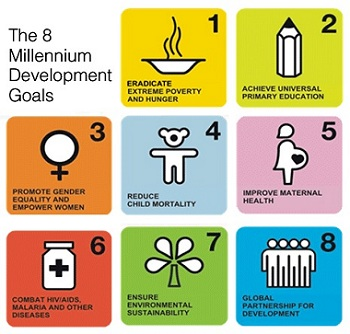 The 8
Millennium
Development
Goals
1
ERADICATE
EXTREME POVERTY
AND HUNGER
2
ACHIEVE UNIVERSAL
PRIMARY EDUCATION
3
PROMOTE GENDER
EQUALITY AND
EMPOWER WOMEN
4
REDUCE
CHILD MORTALITY
5
IMPROVE MATERNAL
HEALTH
6
COMBAT HIV/AIDS,
MALARIA AND OTHER
DISEASES
7
ENSURE
ENVIRONMENTAL
SUSTAINABILITY
8
GLOBAL
PARTNERSHIP FOR
DEVELOPMENT